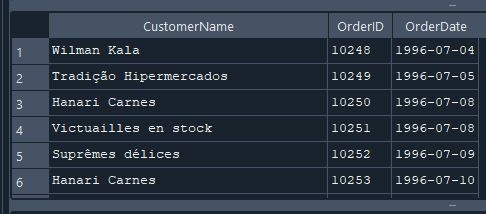 CustomerName OrderID OrderDate
1 Wilman Kala 10248 1996-07-04
2 Tradição Hipermercados 10249 1996-07-05
3 Hanari Carnes 10250 1996-07-08
4 Victuailles en stock 10251 1996-07-08
5 Suprêmes délices 10252 1996-07-09
6 Hanari Carnes 10253 1996-07-10